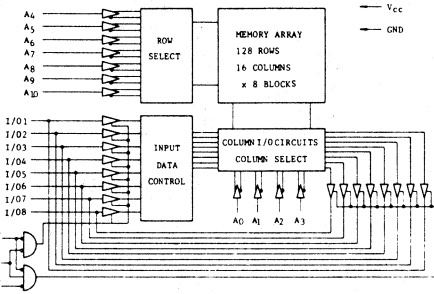 A4
A5
A6
A7
A8
A9
A10
ROW
SELECT
MEMORY ARRAY
128 ROWS
16 COLUMNS
x 8 BLOCKS
Vcc
GND
I/O1
I/O2
I/O3
I/O4
I/O5
I/O6
I/O7
I/O8
INPUT
DATA
CONTROL
COLUMN I/O CIRCUITS
COLUMN SELECT
A0 A1 A2 A3